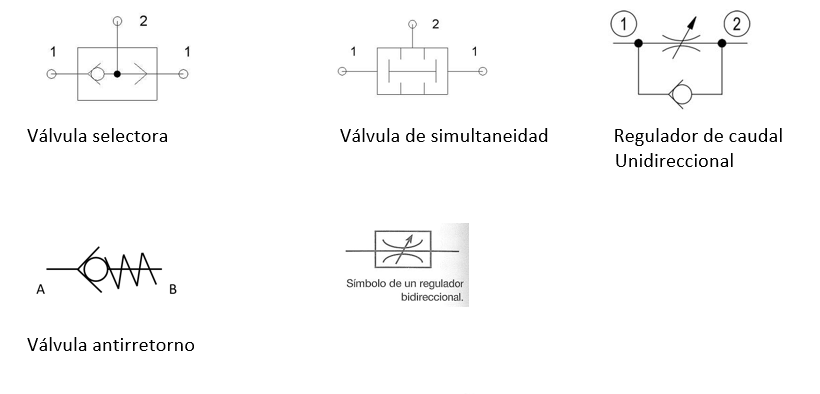 2
1
1
Válvula selectora
2
1
1
Válvula de simultaneidad
1
2
Regulador de caudal
Unidireccional
A
B
Válvula antirretorno
Símbolo de un regulador
bidireccional.